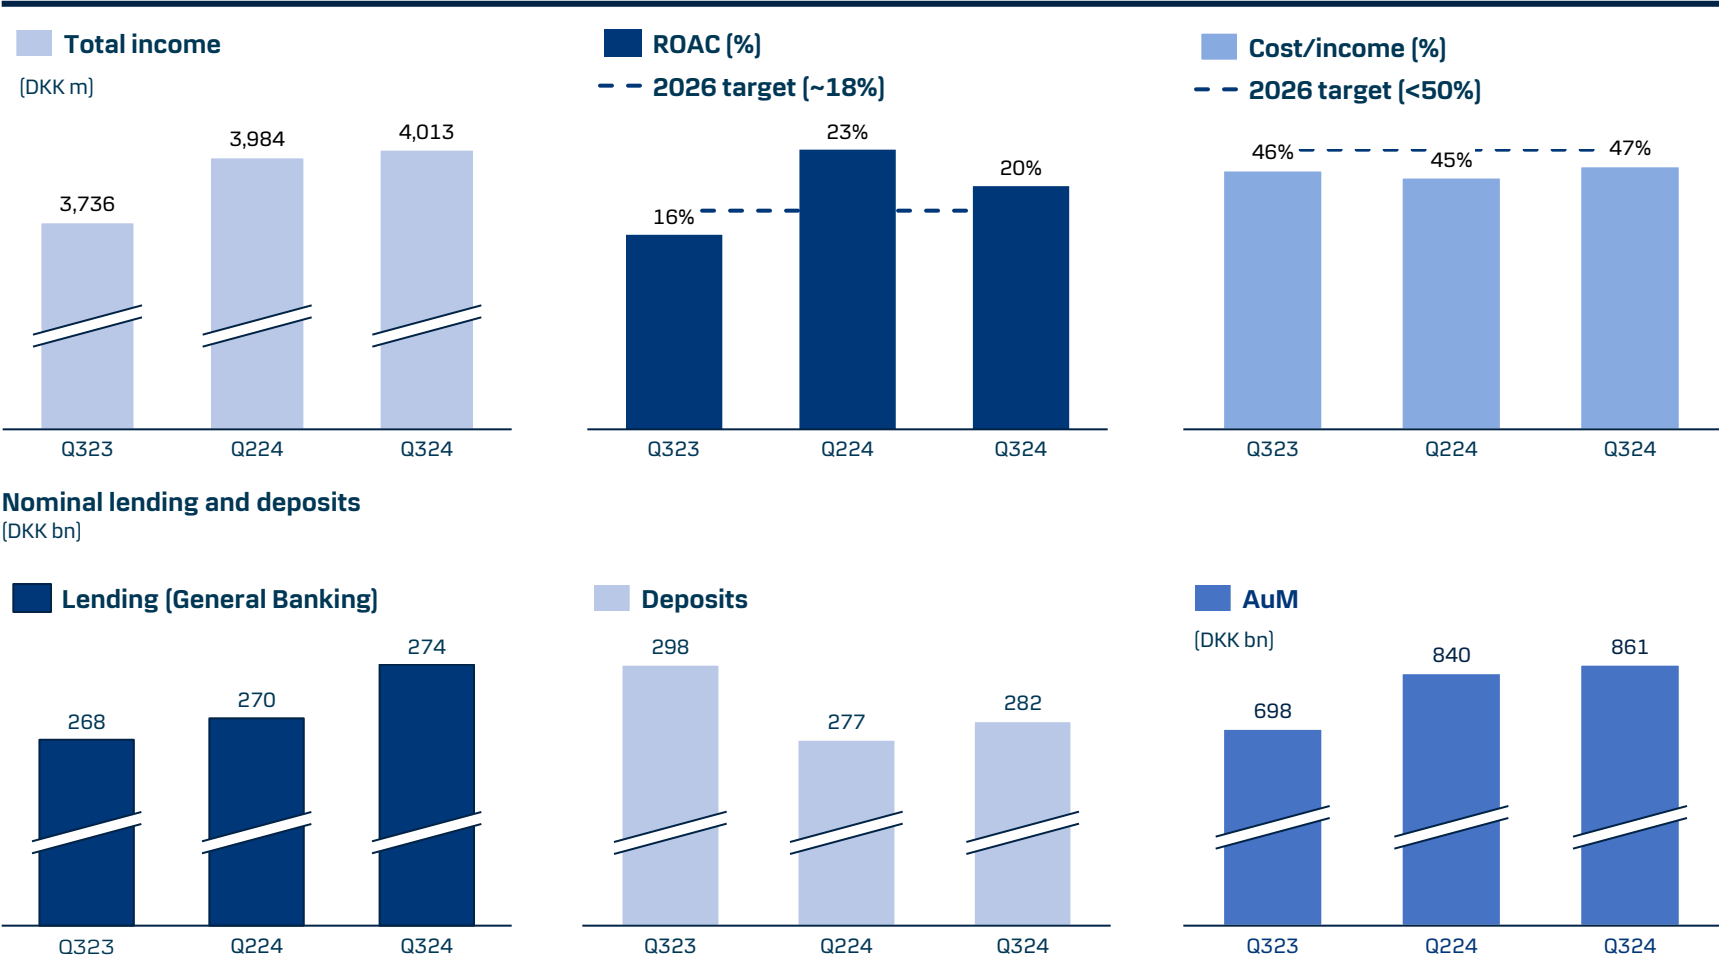 Total income
(DKK m)
3,736
3,984
4,013
Q323
Q224
Q324
ROAC (%)
2026 target (~18%)
16%
23%
20%
Q323
Q224
Q324
Cost/income (%)
2026 target (<50%)
46%
45%
47%
Q323
Q224
Q324
Nominal lending and deposits
(DKK bn)
Lending (General Banking)
268
270
274
Q323
Q224
Q324
Deposits
298
277
282
Q323
Q224
Q324
AuM
(DKK bn)
698
840
861
Q323
Q224
Q324